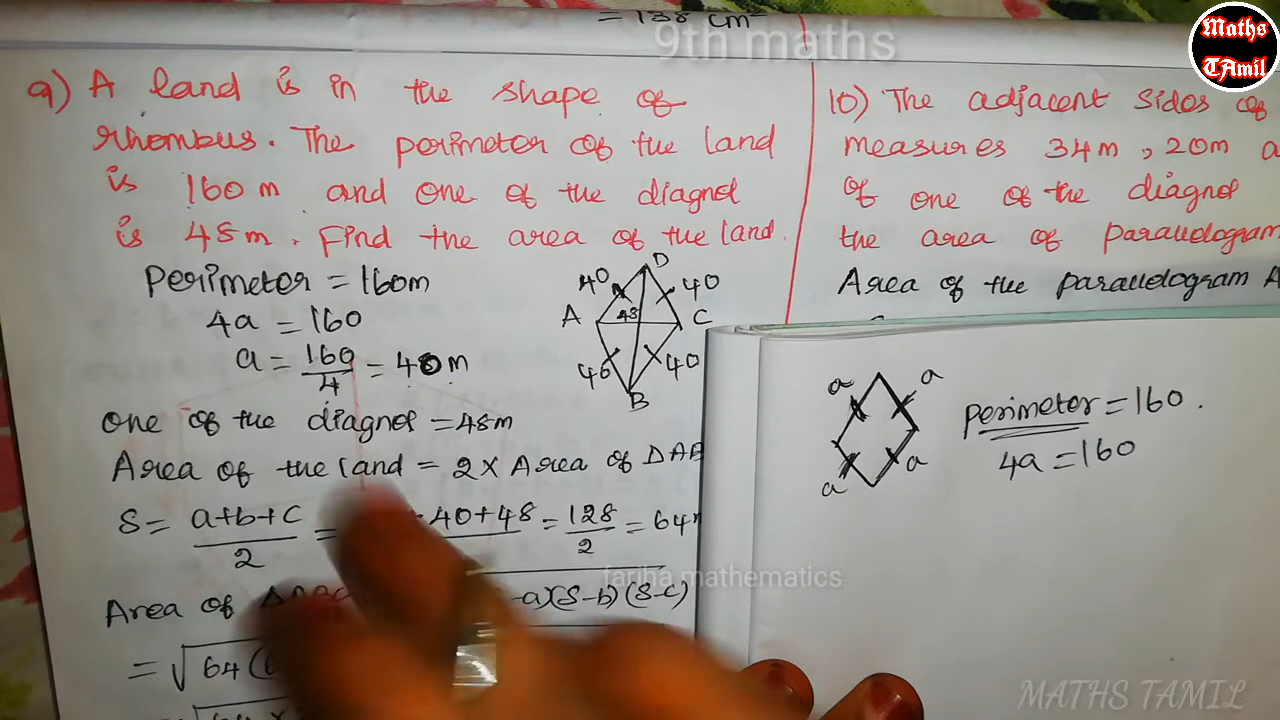 = 138 cm²
9th maths
Maths
TAmil
9) A land is in the shape of
rhombus. The perimeter of the land
is 160 m and one of the diagnol
is 48m. Find the area of the land.
Perimeter = 160m
4a = 160
a = 160/4 = 40 m
D
40 40
A 48 C
40 40
B
one of the diagnol = 48m
Area of the land = 2 × Area of Δ
S = a+b+c/2 = 40+48 = 128/2 = 64
Area of -a)(S-b)(S-c)
= √64(
10) The adjacent sides of
measures 34m, 20m
of one of the diagnol
the area of parallelogram
Area of the parallelogram A
a a
a a
Perimeter = 160.
4a = 160
fariha mathematics
MATHS TAMIL